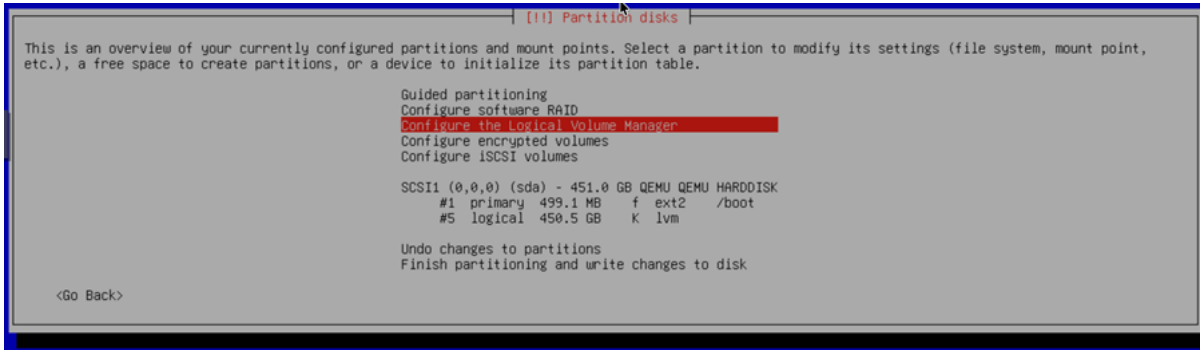 [!!] Partition disks
This is an overview of your currently configured partitions and mount points. Select a partition to modify its settings (file system, mount point,
etc.), a free space to create partitions, or a device to initialize its partition table.
Guided partitioning
Configure software RAID
Configure the Logical Volume Manager
Configure encrypted volumes
Configure iSCSI volumes
SCSI1 (0,0,0) (sda) - 451.0 GB QEMU QEMU HARDDISK
#1 primary 499.1 MB f ext2 /boot
#5 logical 450.5 GB K lvm
Undo changes to partitions
Finish partitioning and write changes to disk
<Go Back>